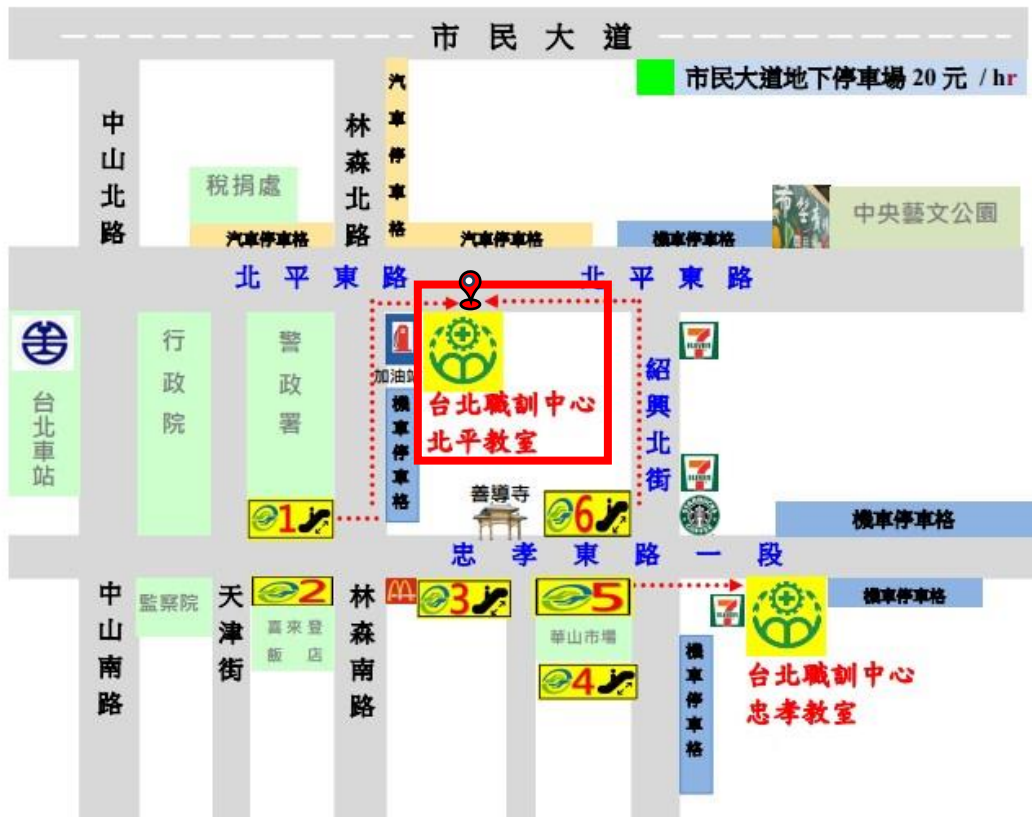 市民大道
市民大道地下停車場 20 元 / hr
中山北路
林森北路
汽車停車格
稅捐處
中央藝文公園
汽車停車格
汽車停車格
機車停車格
北平東路
北平東路
台北車站
行政院
警政署
加油站
機車停車格
台北職訓中心
北平教室
紹興北街
7
ELEVEN
7
ELEVEN
善導寺
1
6
機車停車格
忠孝東路一段
中山南路
監察院
天津街
2
喜來登
飯店
林森南路
3
5
華山市場
4
7
ELEVEN
機車停車格
機車停車格
台北職訓中心
忠孝教室